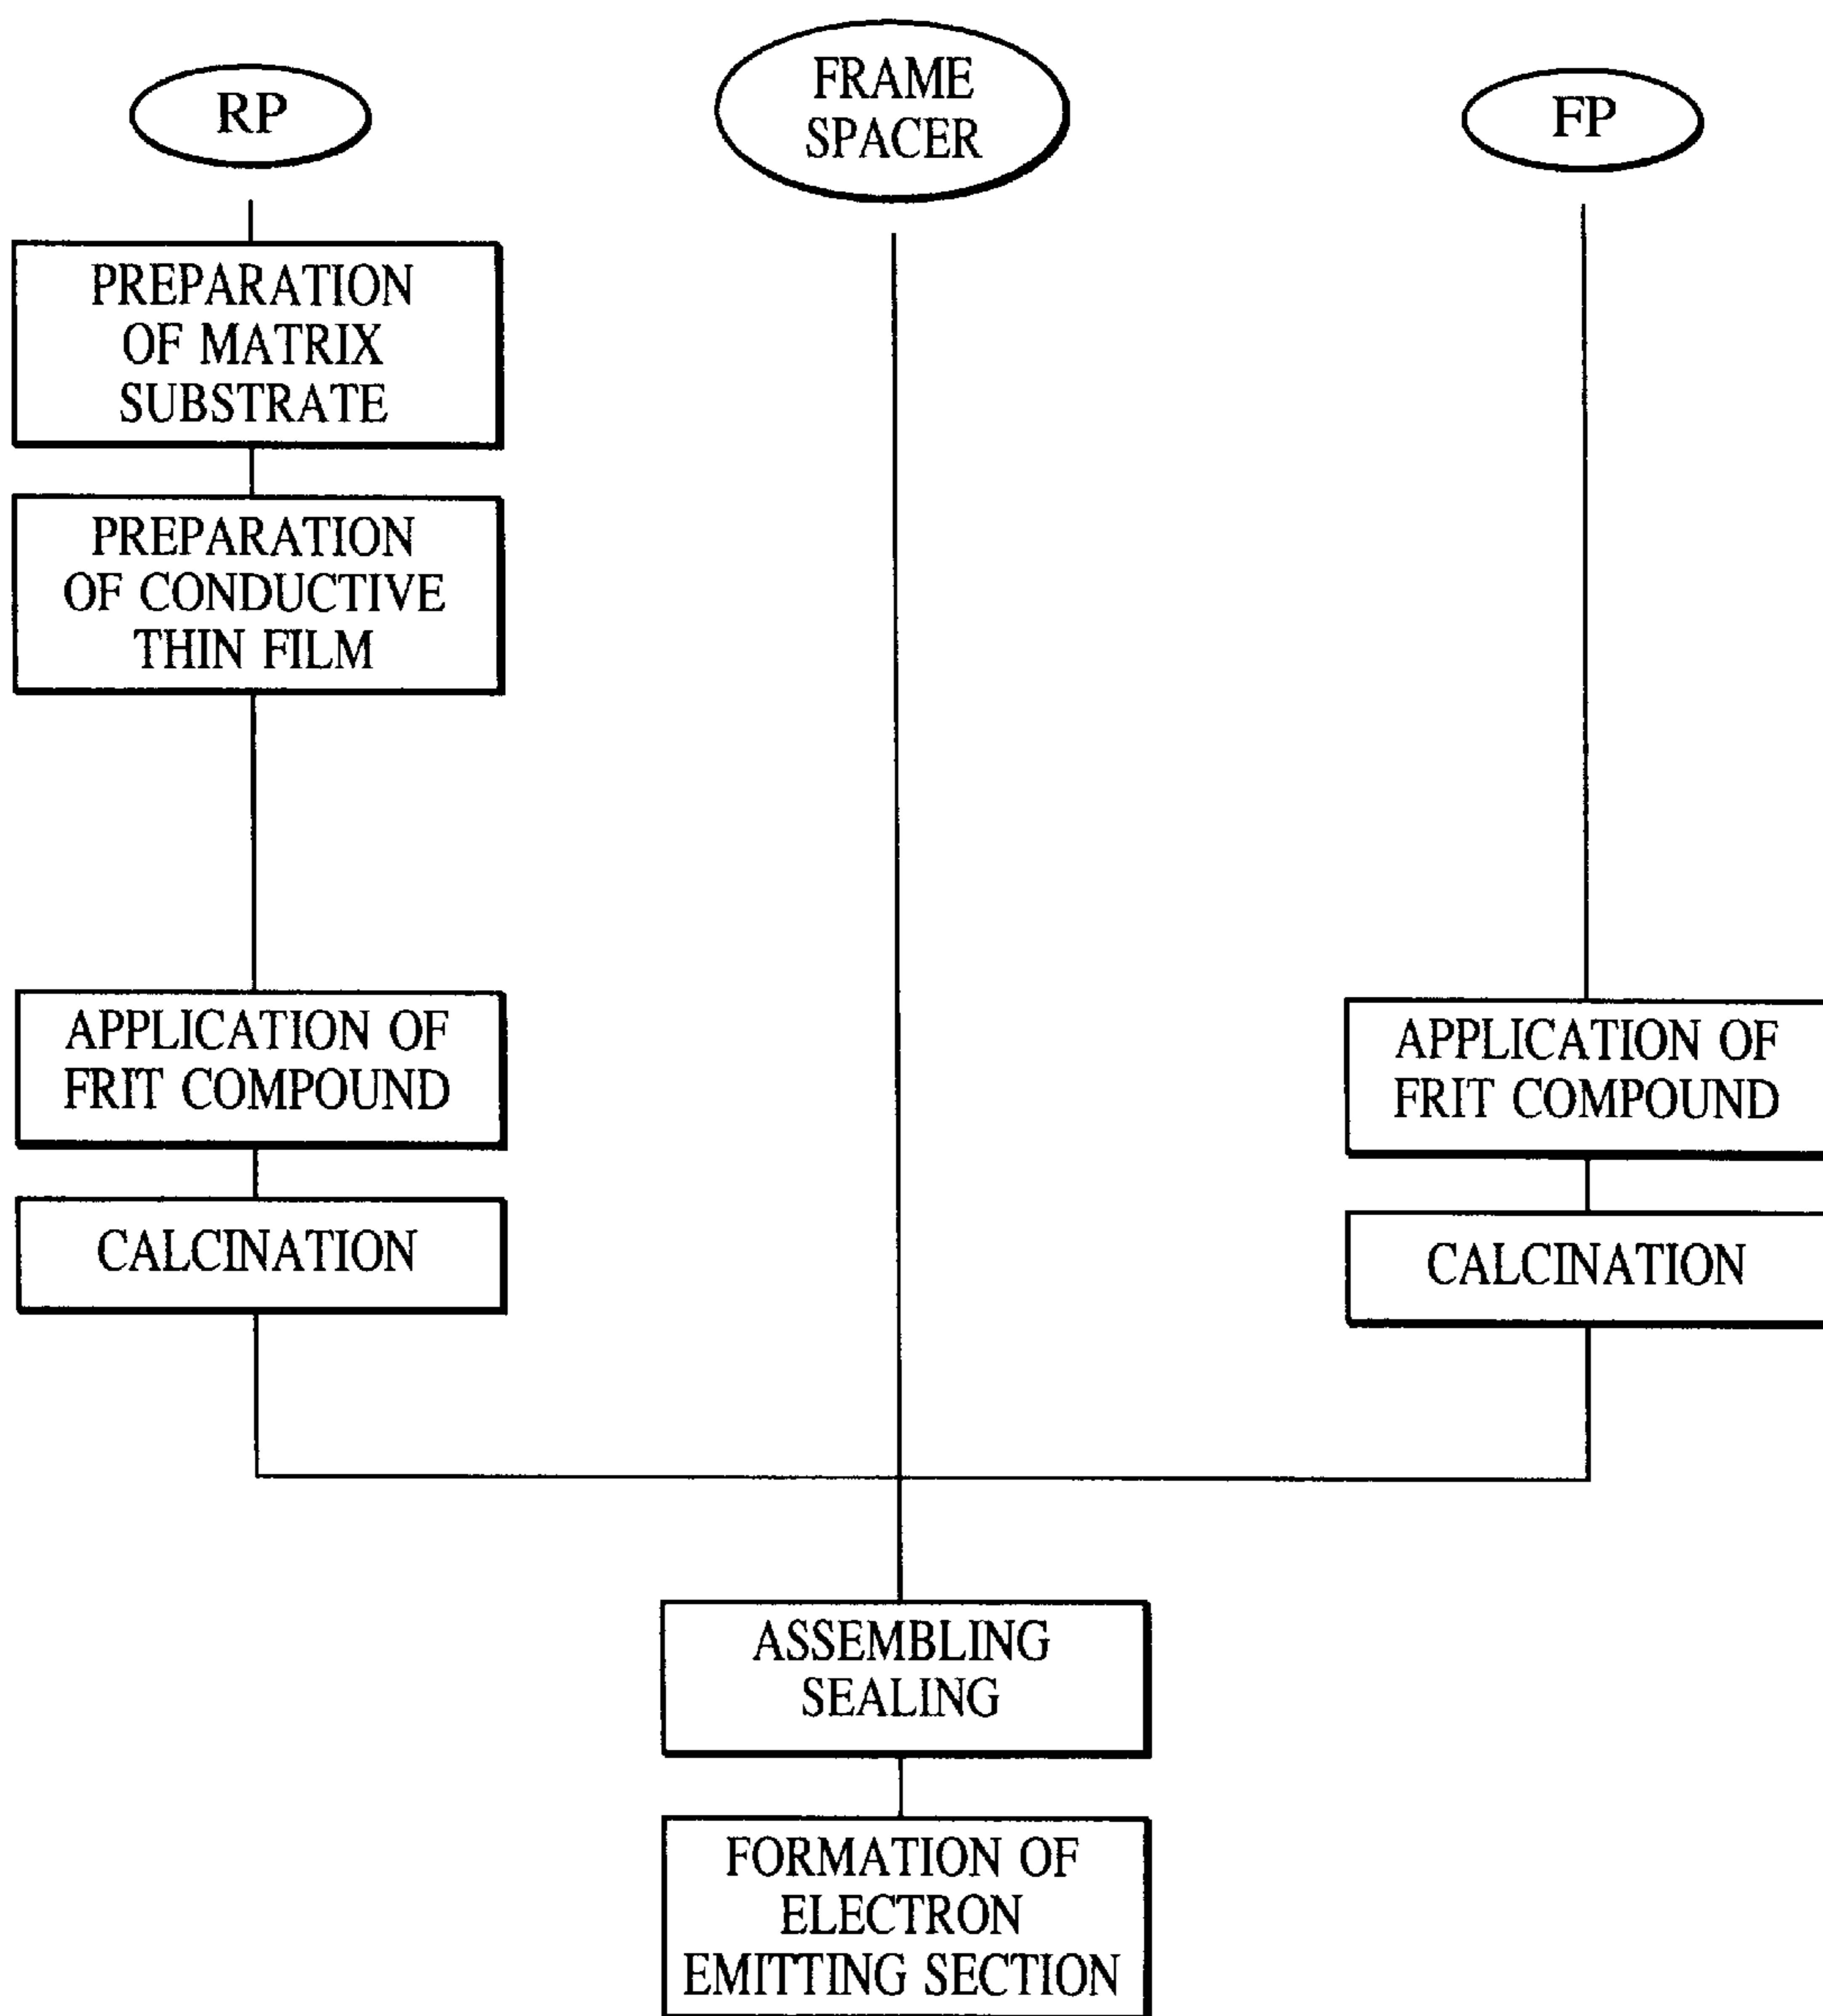 RP
FRAME
SPACER
FP
PREPARATION
OF MATRIX
SUBSTRATE
PREPARATION
OF CONDUCTIVE
THIN FILM
APPLICATION OF
FRIT COMPOUND
CALCINATION
APPLICATION OF
FRIT COMPOUND
CALCINATION
ASSEMBLING
SEALING
FORMATION OF
ELECTRON
EMITTING SECTION